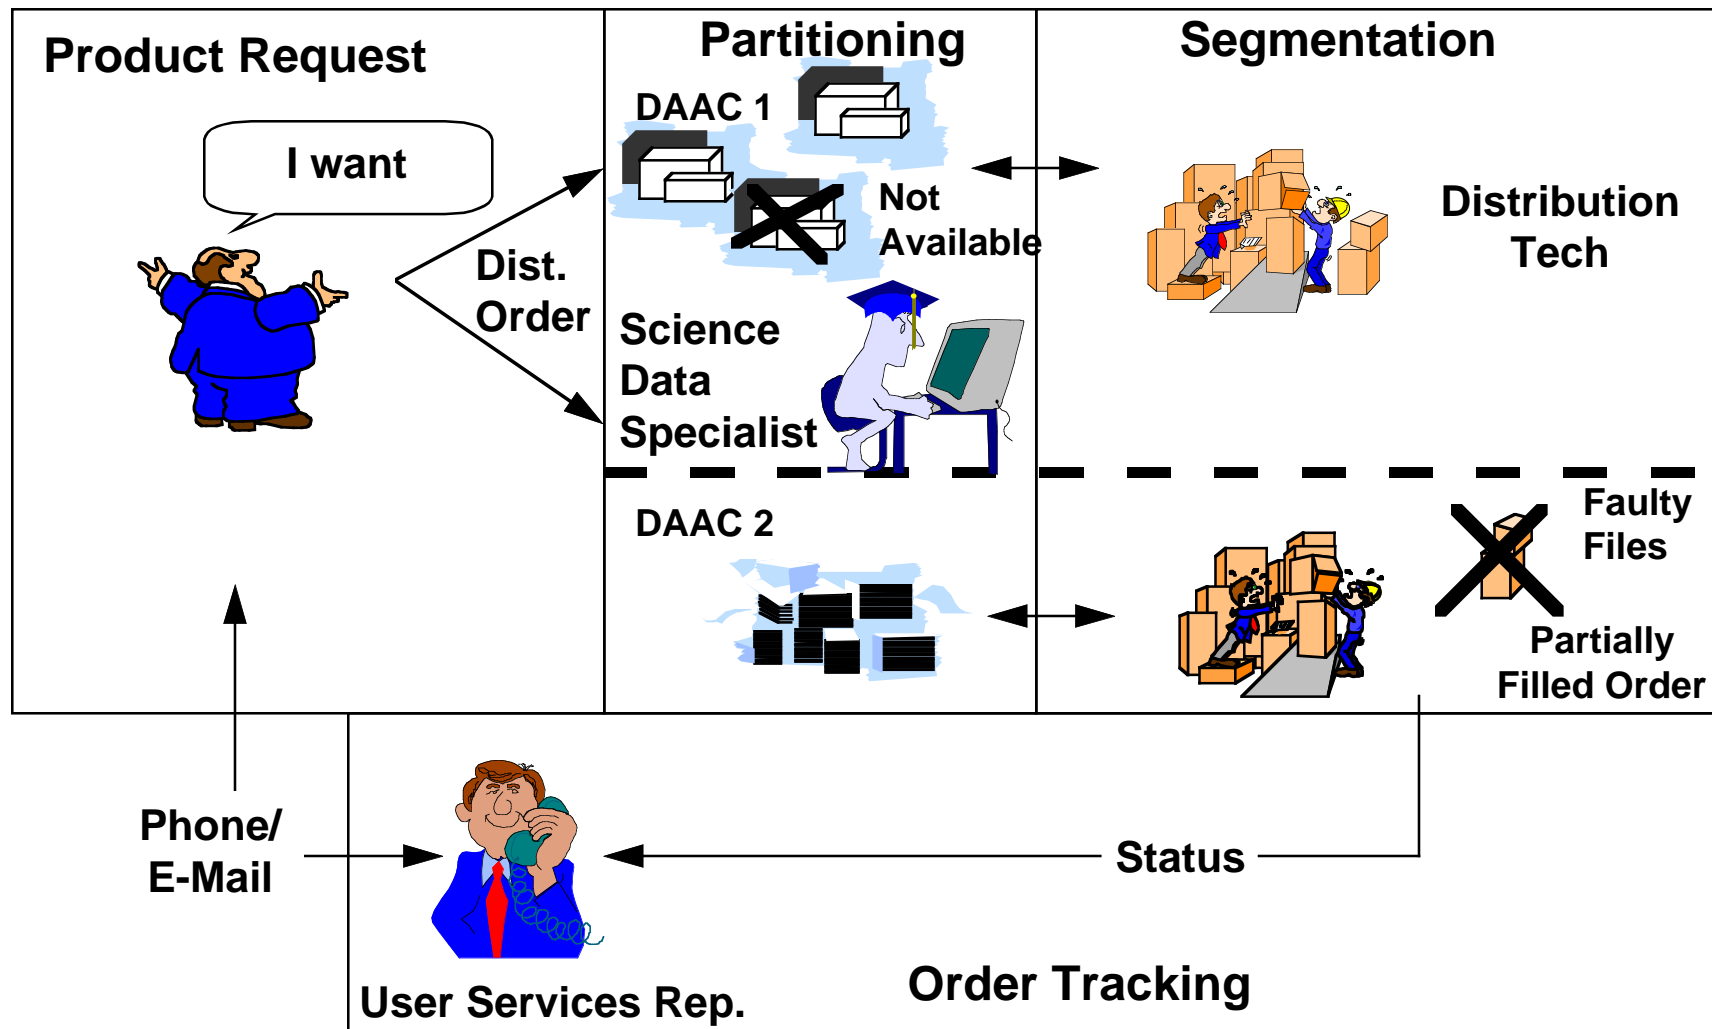 Product Request
I want
Dist.
Order
Partitioning
DAAC 1
Not
Available
Science
Data
Specialist
DAAC 2
Segmentation
Distribution
Tech
Faulty
Files
Partially
Filled Order
Phone/
E-Mail
Status
User Services Rep.
Order Tracking